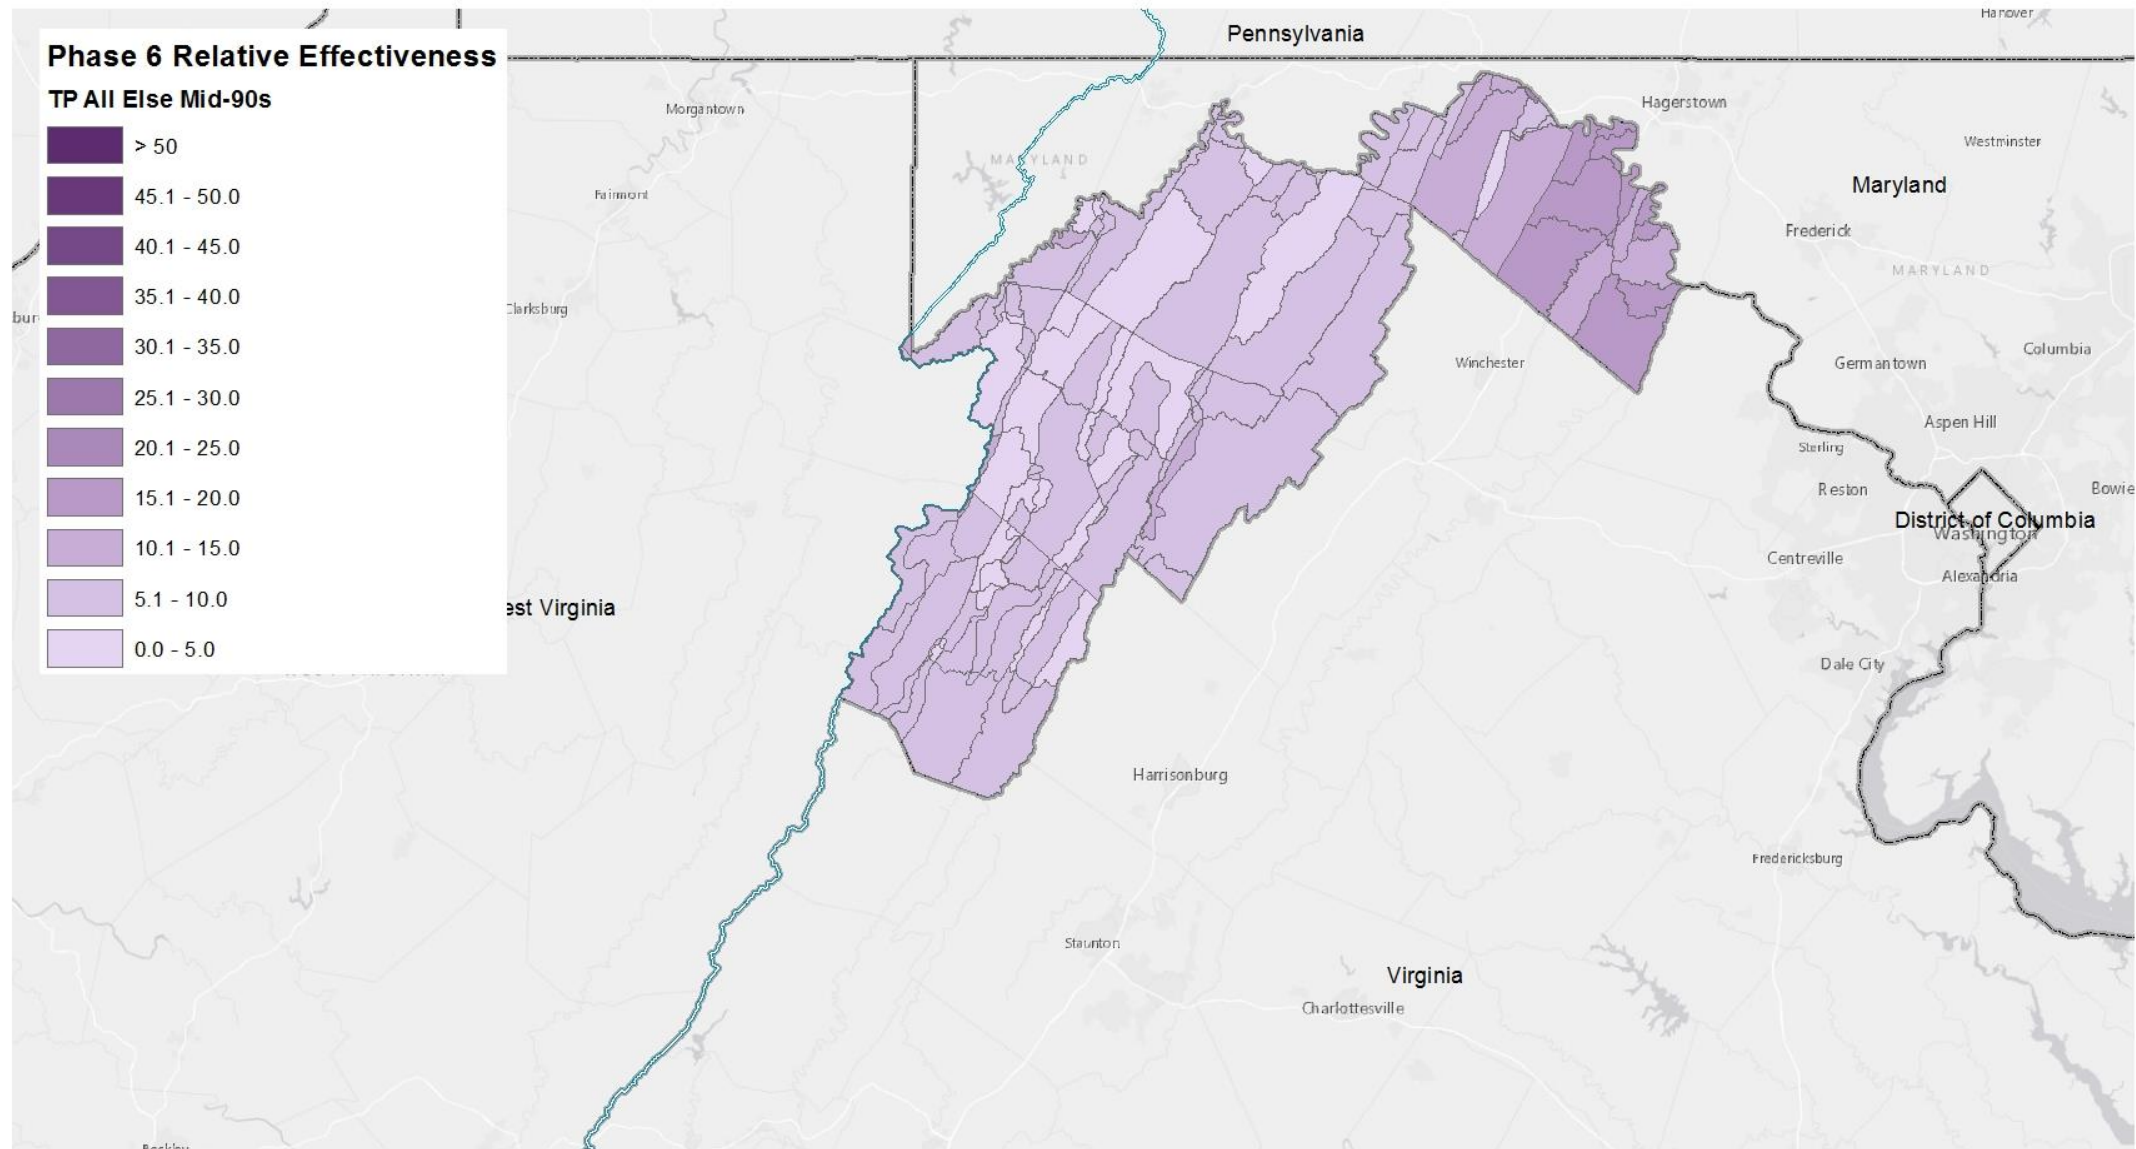 Phase 6 Relative Effectiveness
TP All Else Mid-90s
> 50
45.1 - 50.0
40.1 - 45.0
35.1 - 40.0
30.1 - 35.0
25.1 - 30.0
20.1 - 25.0
15.1 - 20.0
10.1 - 15.0
5.1 - 10.0
0.0 - 5.0
Pennsylvania
Hanover
Morgantown
Hagerstown
Westminster
MARYLAND
Maryland
Fairmont
Frederick
MARYLAND
Clarksburg
bur
Winchester
Germantown
Columbia
Aspen Hill
Sterling
Reston
Bowie
District of Columbia
Washington
Centreville
Alexandria
est Virginia
Dale City
Harrisonburg
Fredericksburg
Staunton
Virginia
Charlottesville